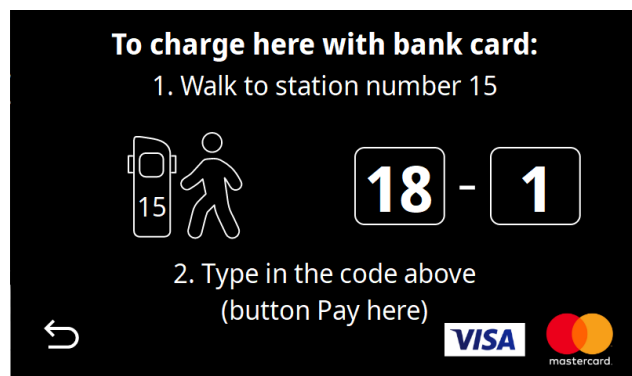 To charge here with bank card:
1. Walk to station number 15
15
18 - 1
2. Type in the code above
(button Pay here)
VISA
mastercard.